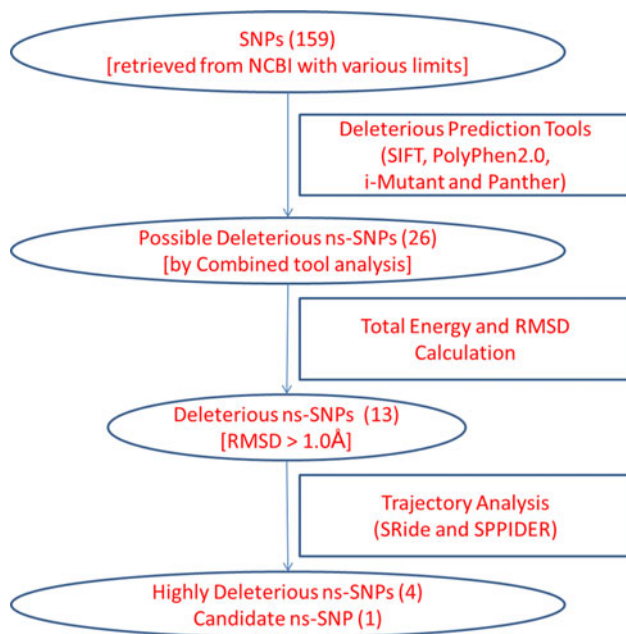 SNPs (159)
[retrieved from NCBI with various limits]
Deleterious Prediction Tools
(SIFT, PolyPhen2.0,
i-Mutant and Panther)
Possible Deleterious ns-SNPs (26)
[by Combined tool analysis]
Total Energy and RMSD
Calculation
Deleterious ns-SNPs (13)
[RMSD > 1.0Å]
Trajectory Analysis
(SRide and SPPIDER)
Highly Deleterious ns-SNPs (4)
Candidate ns-SNP (1)